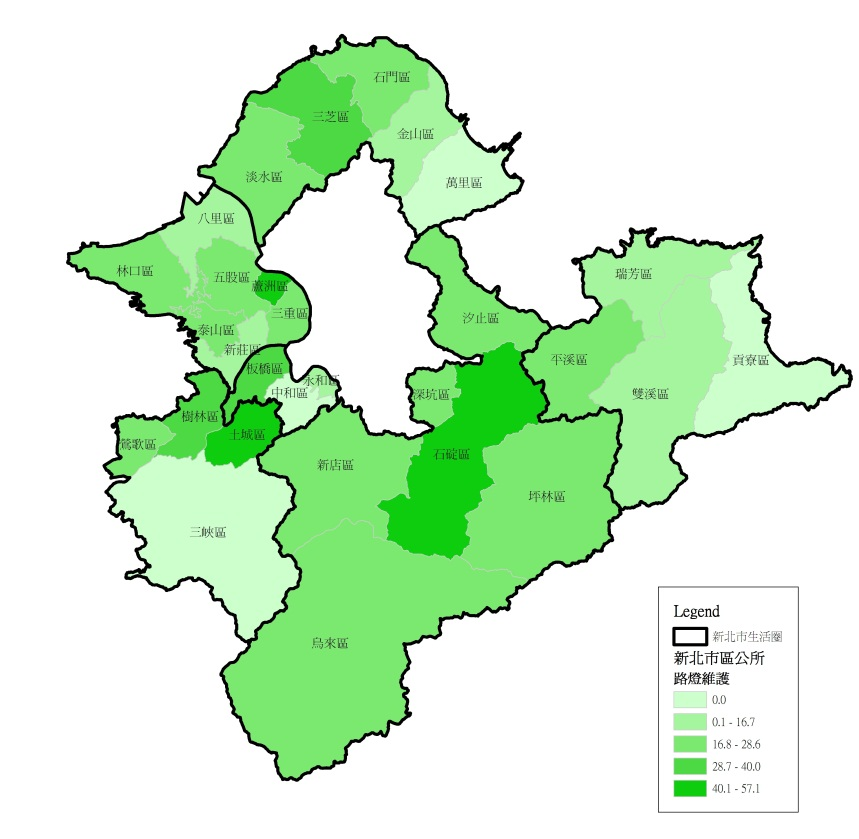 石門區
三芝區
金山區
淡水區
萬里區
八里區
林口區
五股區
蘆洲區
瑞芳區
三重區
汐止區
泰山區
新莊區
平溪區
貢寮區
板橋區
永和區
中和區
深坑區
雙溪區
樹林區
土城區
鶯歌區
石碇區
新店區
坪林區
三峽區
烏來區
Legend
新北市生活圈
新北市區公所
路燈維護
0.0
0.1 - 16.7
16.8 - 28.6
28.7 - 40.0
40.1 - 57.1